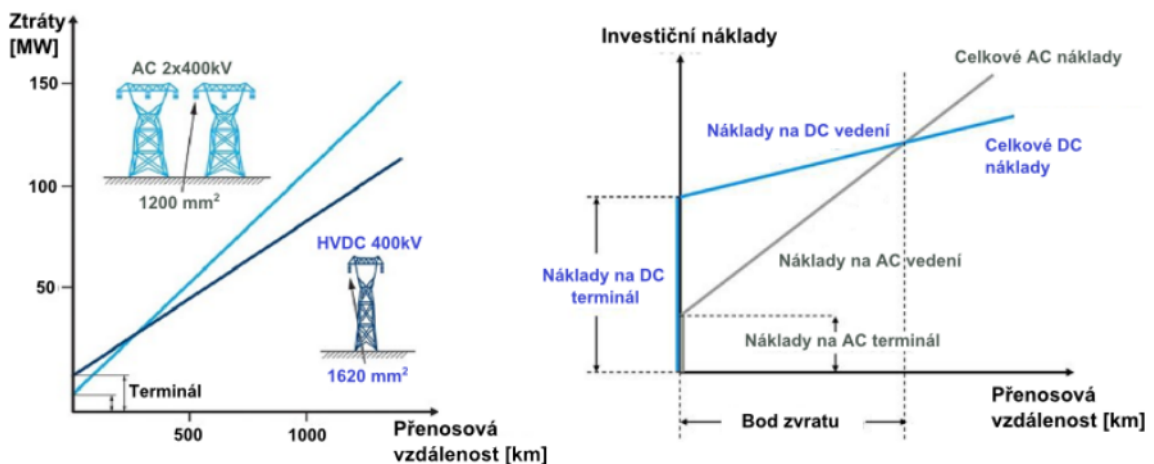 Ztráty
[MW]
AC 2x400kV
150
100
1200 mm²
HVDC 400kV
50
1620 mm²
Terminál
500
1000
Přenosová
vzdálenost [km]
Investiční náklady
Celkové AC náklady
Náklady na DC vedení
Celkové DC
náklady
Náklady na AC vedení
Náklady na DC
terminál
Náklady na AC terminál
Přenosová
vzdálenost [km]
Bod zvratu